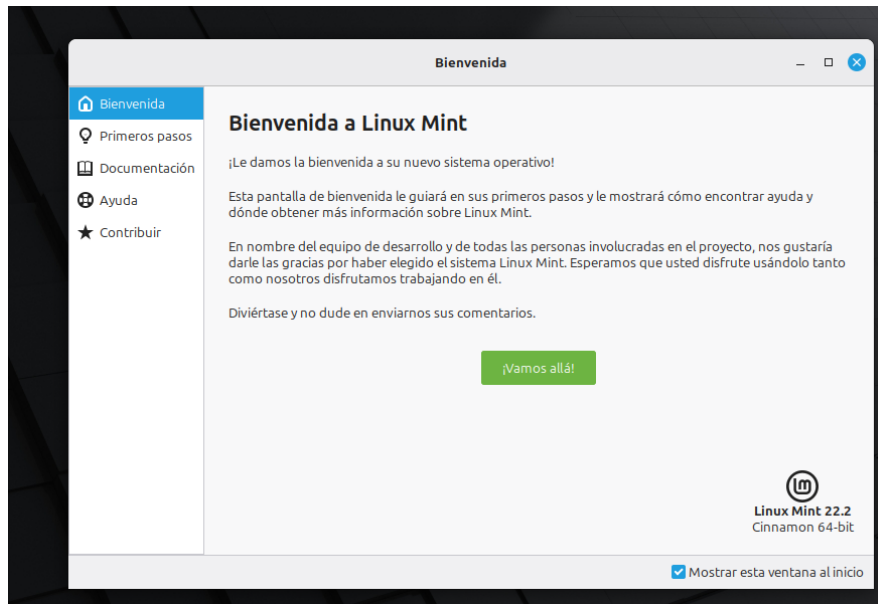 Bienvenida
Bienvenida
Primeros pasos
Documentación
Ayuda
Contribuir
Bienvenida a Linux Mint
¡Le damos la bienvenida a su nuevo sistema operativo!
Esta pantalla de bienvenida le guiará en sus primeros pasos y le mostrará cómo encontrar ayuda y
dónde obtener más información sobre Linux Mint.
En nombre del equipo de desarrollo y de todas las personas involucradas en el proyecto, nos gustaría
darle las gracias por haber elegido el sistema Linux Mint. Esperamos que usted disfrute usándolo tanto
como nosotros disfrutamos trabajando en él.
Diviértase y no dude en enviarnos sus comentarios.
¡Vamos allá!
Linux Mint 22.2
Cinnamon 64-bit
Mostrar esta ventana al inicio